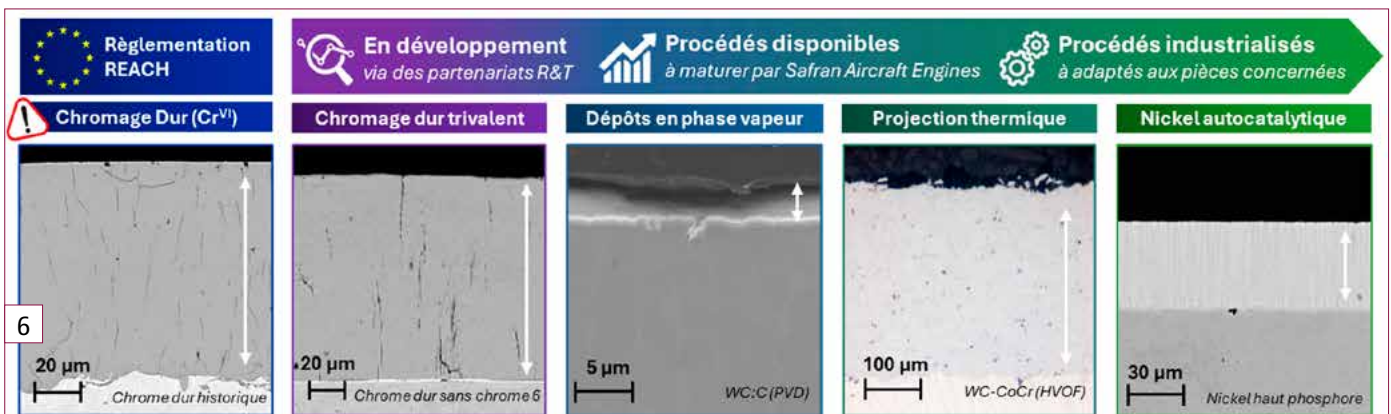 Règlementation
REACH
En développement
via des partenariats R&T
Procédés disponibles
à maturer par Safran Aircraft Engines
Procédés industrialisés
à adaptés aux pièces concernées
Chromage Dur (CrVI)
Chromage dur trivalent
Dépôts en phase vapeur
Projection thermique
Nickel autocatalytique
6
20 µm
Chrome dur historique
20 µm
Chrome dur sans chrome 6
5 µm
WC:C (PVD)
100 µm
WC-CoCr (HVOF)
30 µm
Nickel haut phosphore